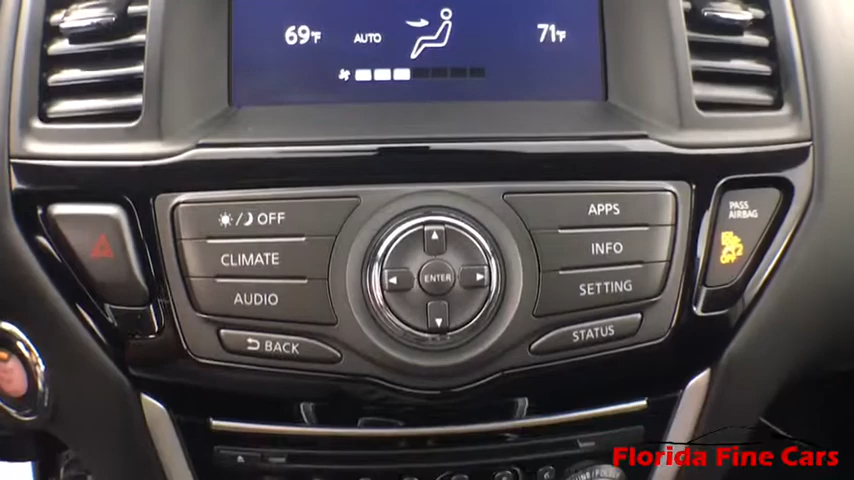 69°F AUTO 71°F
OFF
CLIMATE
AUDIO
BACK
ENTER
APPS
INFO
SETTING
STATUS
PASS
AIRBAG
OFF
Florida Fine Cars